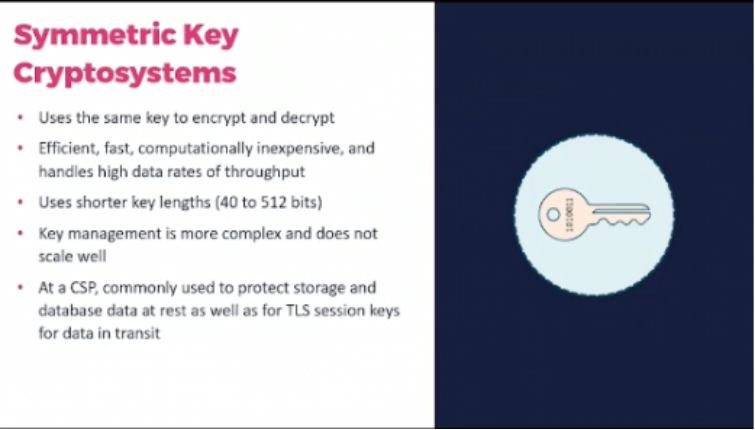 Symmetric Key
Cryptosystems
• Uses the same key to encrypt and decrypt
• Efficient, fast, computationally inexpensive, and
handles high data rates of throughput
• Uses shorter key lengths (40 to 512 bits)
• Key management is more complex and does not
scale well
• At a CSP, commonly used to protect storage and
database data at rest as well as for TLS session keys
for data in transit
1010011